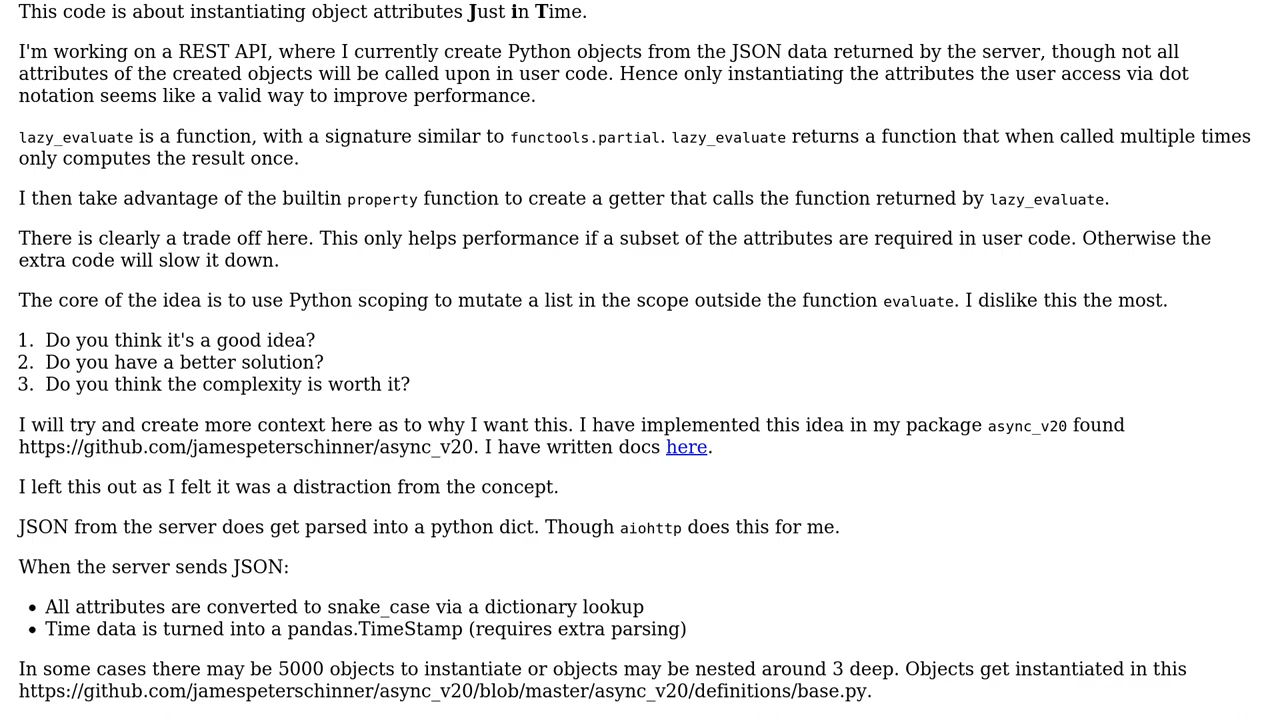 This code is about instantiating object attributes Just in Time.
I'm working on a REST API, where I currently create Python objects from the JSON data returned by the server, though not all
attributes of the created objects will be called upon in user code. Hence only instantiating the attributes the user access via dot
notation seems like a valid way to improve performance.
lazy_evaluate is a function, with a signature similar to functools.partial. lazy_evaluate returns a function that when called multiple times
only computes the result once.
I then take advantage of the builtin property function to create a getter that calls the function returned by lazy_evaluate.
There is clearly a trade off here. This only helps performance if a subset of the attributes are required in user code. Otherwise the
extra code will slow it down.
The core of the idea is to use Python scoping to mutate a list in the scope outside the function evaluate. I dislike this the most.
1. Do you think it's a good idea?
2. Do you have a better solution?
3. Do you think the complexity is worth it?
I will try and create more context here as to why I want this. I have implemented this idea in my package async_v20 found
https://github.com/jamespeterschinner/async_v20. I have written docs here.
I left this out as I felt it was a distraction from the concept.
JSON from the server does get parsed into a python dict. Though aiohttp does this for me.
When the server sends JSON:
• All attributes are converted to snake_case via a dictionary lookup
• Time data is turned into a pandas.TimeStamp (requires extra parsing)
In some cases there may be 5000 objects to instantiate or objects may be nested around 3 deep. Objects get instantiated in this
https://github.com/jamespeterschinner/async_v20/blob/master/async_v20/definitions/base.py.